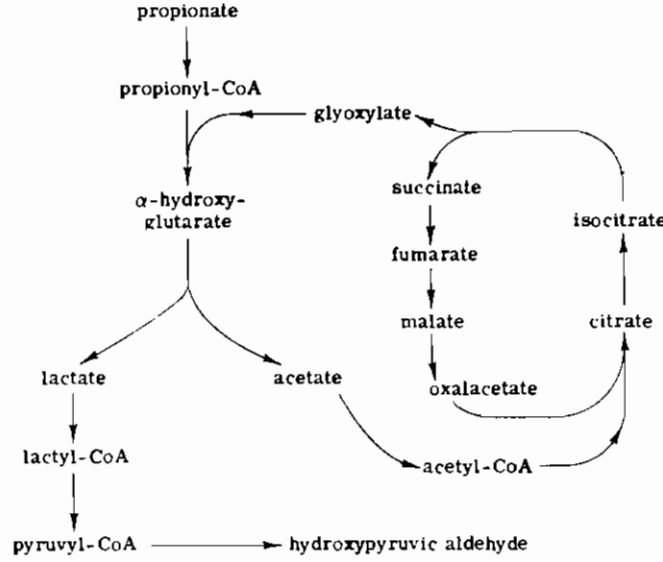 propionate
propionyl-CoA
glyoxylate
α-hydroxy-
glutarate
succinate
isocitrate
fumarate
malate
citrate
lactate
acetate
oxalacetate
lactyl-CoA
acetyl-CoA
pyruvyl-CoA
hydroxypyruvic aldehyde